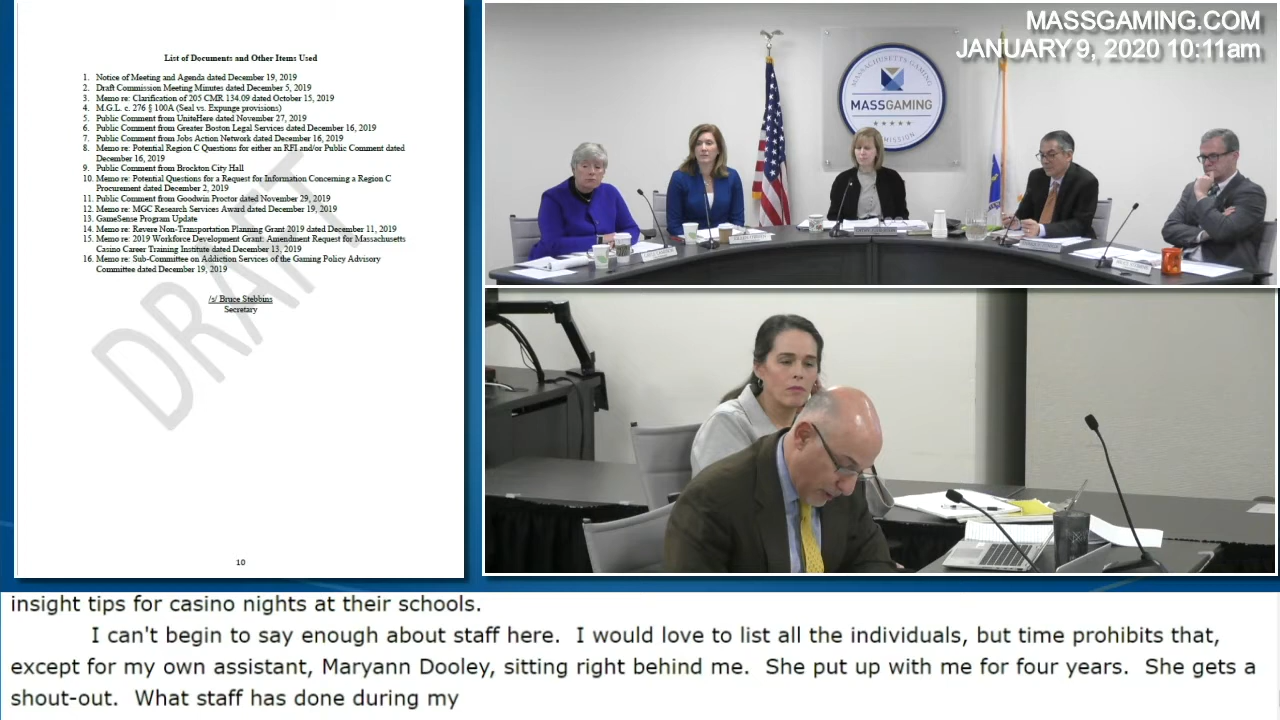 List of Documents and Other Items Used
1. Notice of Meeting and Agenda dated December 19, 2019
2. Draft Commission Meeting Minutes dated December 5, 2019
3. Memo re: Clarification of 205 CMR 134.09 dated October 15, 2019
4. M.G.L. c. 276 § 100A (Seal vs. Expunge provisions)
5. Public Comment from UniteHere dated November 27, 2019
6. Public Comment from Greater Boston Legal Services dated December 16, 2019
7. Public Comment from Jobs Action Network dated December 16, 2019
8. Memo re: Potential Region C Questions for either an RFI and/or Public Comment dated
December 16, 2019
9. Public Comment from Brockton City Hall
10. Memo re: Potential Questions for a Request for Information Concerning a Region C
Procurement dated December 2, 2019
11. Public Comment from Goodwin Proctor dated November 29, 2019
12. Memo re: MGC Research Services Award dated December 19, 2019
13. GameSense Program Update
14. Memo re: Revere Non-Transportation Planning Grant 2019 dated December 11, 2019
15. Memo re: 2019 Workforce Development Grant: Amendment Request for Massachusetts
Casino Career Training Institute dated December 13, 2019
16. Memo re: Sub-Committee on Addiction Services of the Gaming Policy Advisory
Committee dated December 19, 2019
/s/ Bruce Stebbins
Secretary
DRAFT
10
MASSGAMING.COM
JANUARY 9, 2020 10:11am
MASSACHUSETTS GAMING
MASSGAMING
insight tips for casino nights at their schools.
I can't begin to say enough about staff here. I would love to list all the individuals, but time prohibits that,
except for my own assistant, Maryann Dooley, sitting right behind me. She put up with me for four years. She gets a
shout-out. What staff has done during my